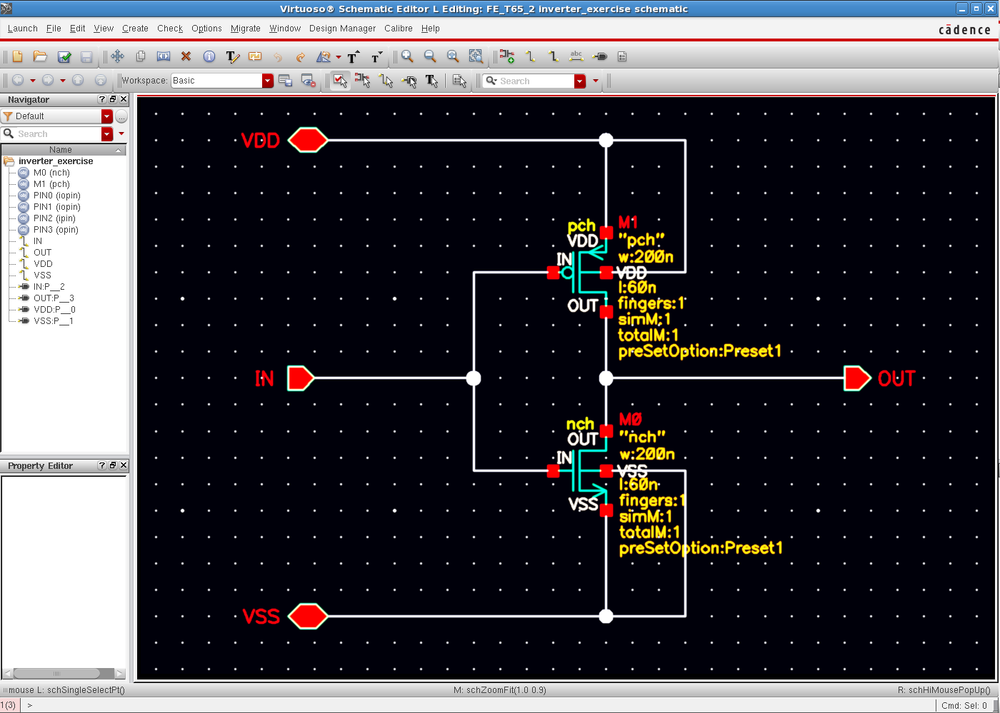 Virtuoso® Schematic Editor L Editing: FE_T65_2 inverter_exercise schematic
Launch File Edit View Create Check Options Migrate Window Design Manager Calibre Help
cādence
abc
Workspace: Basic
Search
Navigator
Default
Search
Name
inverter_exercise
M0 (nch)
M1 (pch)
PIN0 (iopin)
PIN1 (iopin)
PIN2 (ipin)
PIN3 (opin)
IN
OUT
VDD
VSS
IN:P__2
OUT:P__3
VDD:P__0
VSS:P__1
Property Editor
VDD
pch
M1
VDD
"pch"
IN
w:200n
VDD
l:60n
OUT
fingers:1
simM:1
totalM:1
preSetOption:Preset1
IN
OUT
nch
M0
OUT
"nch"
IN
w:200n
VSS
l:60n
VSS
fingers:1
simM:1
totalM:1
preSetOption:Preset1
VSS
mouse L: schSingleSelectPt()
M: schZoomFit(1.0 0.9)
R: schHiMousePopUp()
1(3)
>
Cmd: Sel: 0